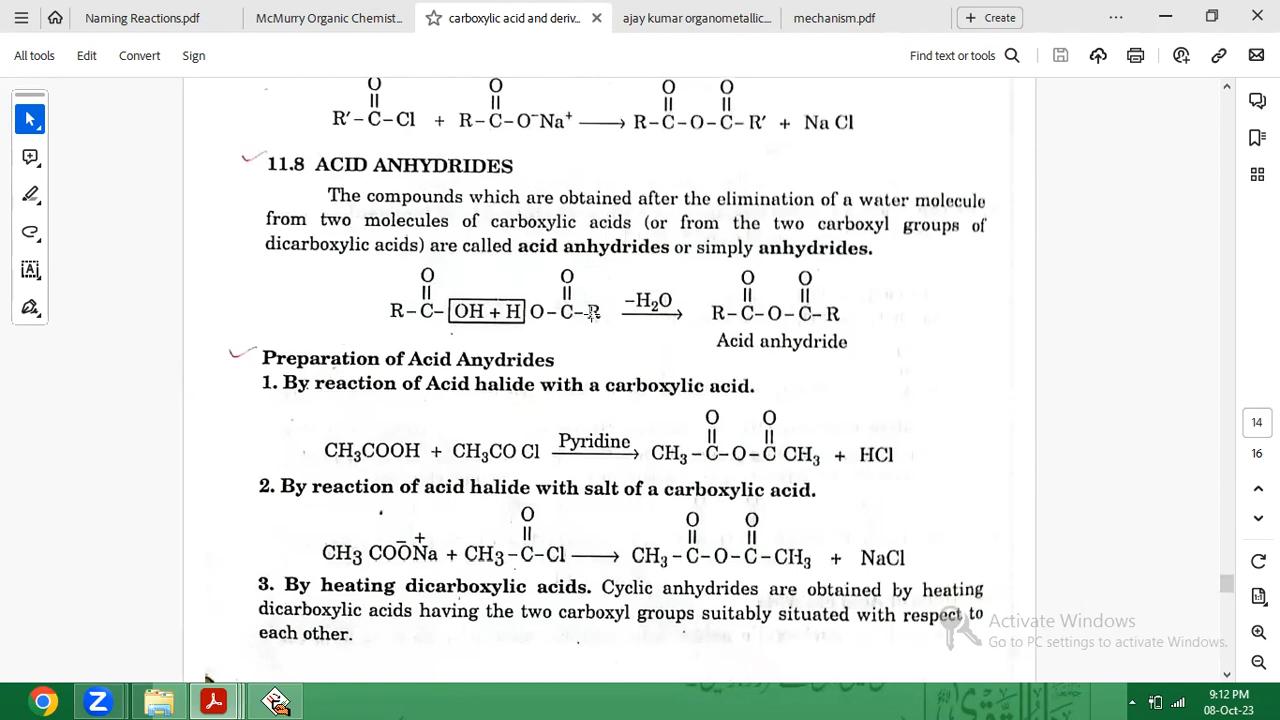 Naming Reactions.pdf
McMurry Organic Chemist...
carboxylic acid and deriv...
ajay kumar organometallic...
mechanism.pdf
Create
All tools
Edit
Convert
Sign
Find text or tools
O O O O
R′–C–Cl + R–C–O⁻Na⁺ ⟶ R–C–O–C–R′ + Na Cl
11.8 ACID ANHYDRIDES
The compounds which are obtained after the elimination of a water molecule
from two molecules of carboxylic acids (or from the two carboxyl groups of
dicarboxylic acids) are called acid anhydrides or simply anhydrides.
O O O O
R–C– OH + H O–C–R –H₂O ⟶ R–C–O–C–R
Acid anhydride
Preparation of Acid Anydrides
1. By reaction of Acid halide with a carboxylic acid.
O O
CH₃COOH + CH₃CO Cl Pyridine ⟶ CH₃–C–O–C CH₃ + HCl
2. By reaction of acid halide with salt of a carboxylic acid.
O O O
CH₃ COO⁻Na⁺ + CH₃–C–Cl ⟶ CH₃–C–O–C–CH₃ + NaCl
3. By heating dicarboxylic acids. Cyclic anhydrides are obtained by heating
dicarboxylic acids having the two carboxyl groups suitably situated with respect to
each other.
14
16
Activate Windows
Go to PC settings to activate Windows.
9:12 PM
08-Oct-23